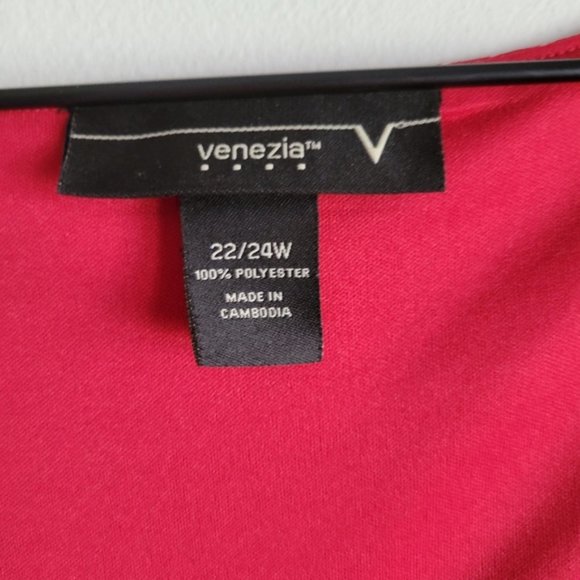 venezia™
22/24W
100% POLYESTER
MADE IN
CAMBODIA